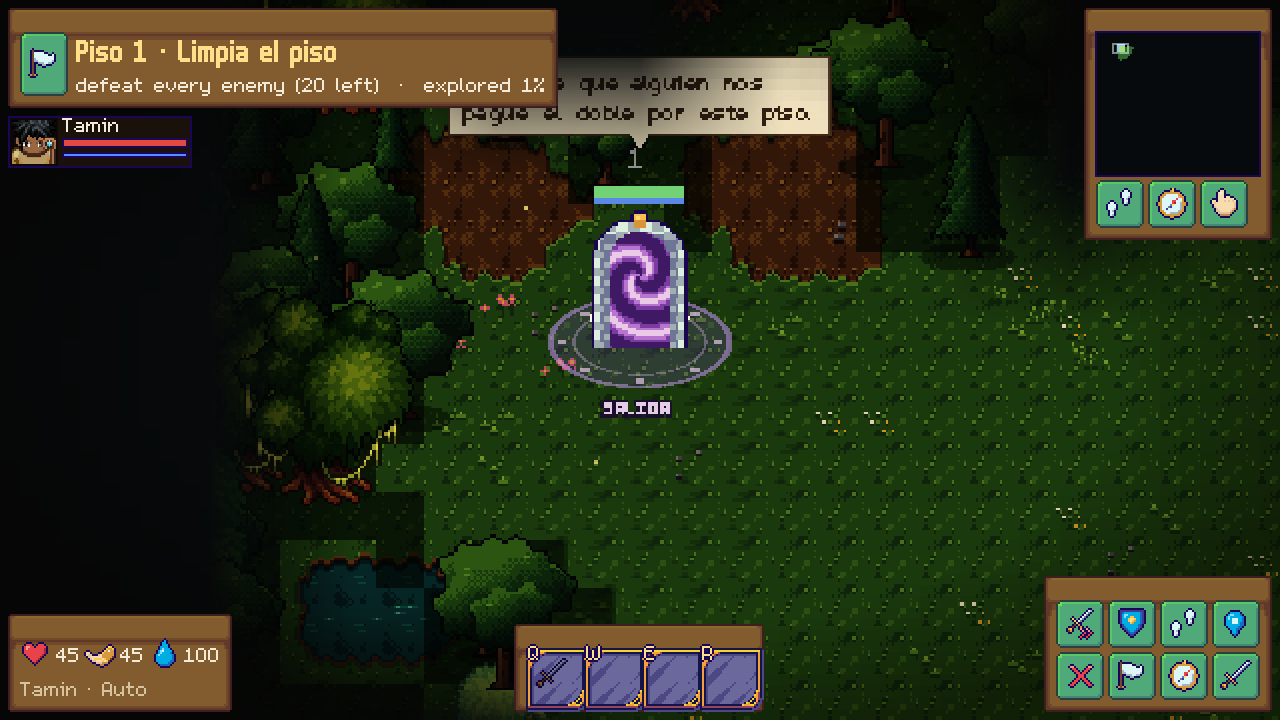 Piso 1 · Limpia el piso
defeat every enemy (20 left) · explored 1%
que alguien nos
pague el doble por este piso.
Tamin
1
SALIDA
Q W E R
45 45 100
Tamin · Auto